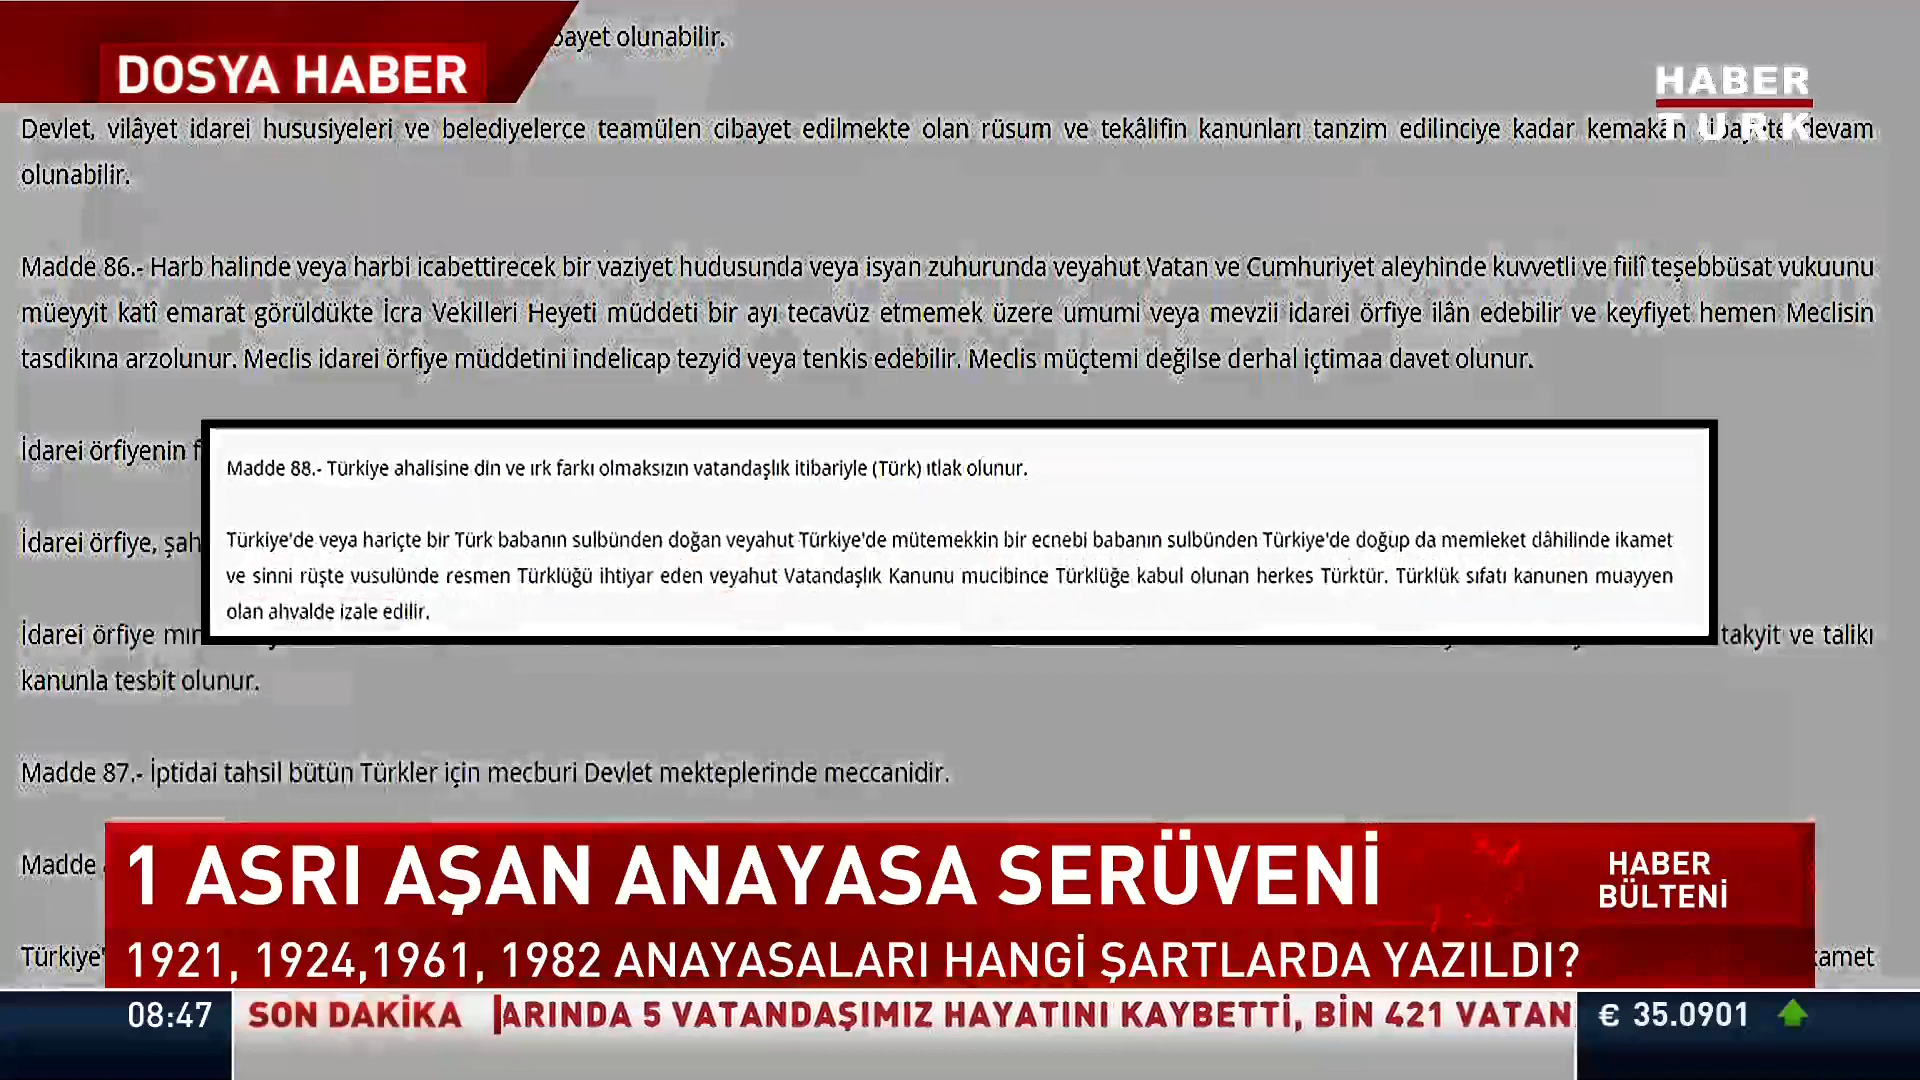 bayet olunabilir.
DOSYA HABER
HABER
TURK
Devlet, vilâyet idarei hususiyeleri ve belediyelerce teamülen cibayet edilmekte olan rüsum ve tekâlifin kanunları tanzim edilinciye kadar kemakân devam
olunabilir.
Madde 86.- Harb halinde veya harbi icabettirecek bir vaziyet hudusunda veya isyan zuhurunda veyahut Vatan ve Cumhuriyet aleyhinde kuvvetli ve fiilî teşebbüsat vukuunu
müeyyit katî emarat görüldükte İcra Vekilleri Heyeti müddeti bir ayı tecavüz etmemek üzere umumi veya mevzii idarei örfiye ilân edebilir ve keyfiyet hemen Meclisin
tasdikına arzolunur. Meclis idarei örfiye müddetini indelicap tezyid veya tenkis edebilir. Meclis müçtemi değilse derhal içtimaa davet olunur.
İdarei örfiyenin f
Madde 88.- Türkiye ahalisine din ve ırk farkı olmaksızın vatandaşlık itibariyle (Türk) ıtlak olunur.
İdarei örfiye, şah
Türkiye'de veya hariçte bir Türk babanın sulbünden doğan veyahut Türkiye'de mütemekkin bir ecnebi babanın sulbünden Türkiye'de doğup da memleket dâhilinde ikamet
ve sinni rüşte vusulünde resmen Türklüğü ihtiyar eden veyahut Vatandaşlık Kanunu mucibince Türklüğe kabul olunan herkes Türktür. Türklük sıfatı kanunen muayyen
olan ahvalde izale edilir.
İdarei örfiye mın takyit ve talikı
kanunla tesbit olunur.
Madde 87.- İptidai tahsil bütün Türkler için mecburi Devlet mekteplerinde meccanidir.
Madde
1 ASRI AŞAN ANAYASA SERÜVENİ
HABER
BÜLTENİ
Türkiye' kamet
1921, 1924,1961, 1982 ANAYASALARI HANGİ ŞARTLARDA YAZILDI?
08:47 SON DAKİKA ARINDA 5 VATANDAŞIMIZ HAYATINI KAYBETTİ, BİN 421 VATAN € 35.0901